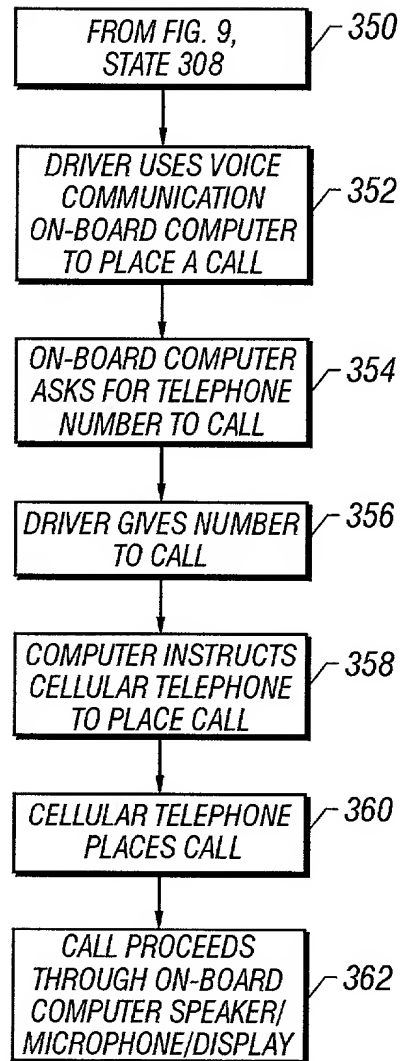 FROM FIG. 9,
STATE 308
350
DRIVER USES VOICE
COMMUNICATION
ON-BOARD COMPUTER
TO PLACE A CALL
352
ON-BOARD COMPUTER
ASKS FOR TELEPHONE
NUMBER TO CALL
354
DRIVER GIVES NUMBER
TO CALL
356
COMPUTER INSTRUCTS
CELLULAR TELEPHONE
TO PLACE CALL
358
CELLULAR TELEPHONE
PLACES CALL
360
CALL PROCEEDS
THROUGH ON-BOARD
COMPUTER SPEAKER/
MICROPHONE/DISPLAY
362